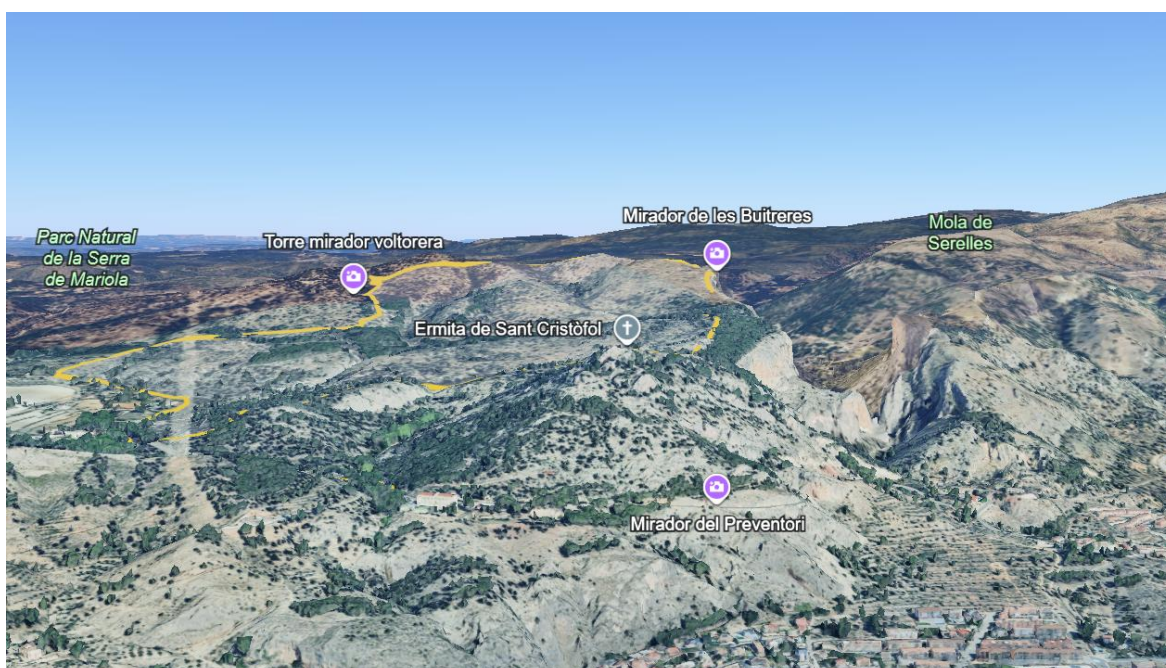 Parc Natural
de la Serra
de Mariola
Torre mirador voltorera
Mirador de les Buitreres
Mola de
Serelles
Ermita de Sant Cristòfol
Mirador del Preventori